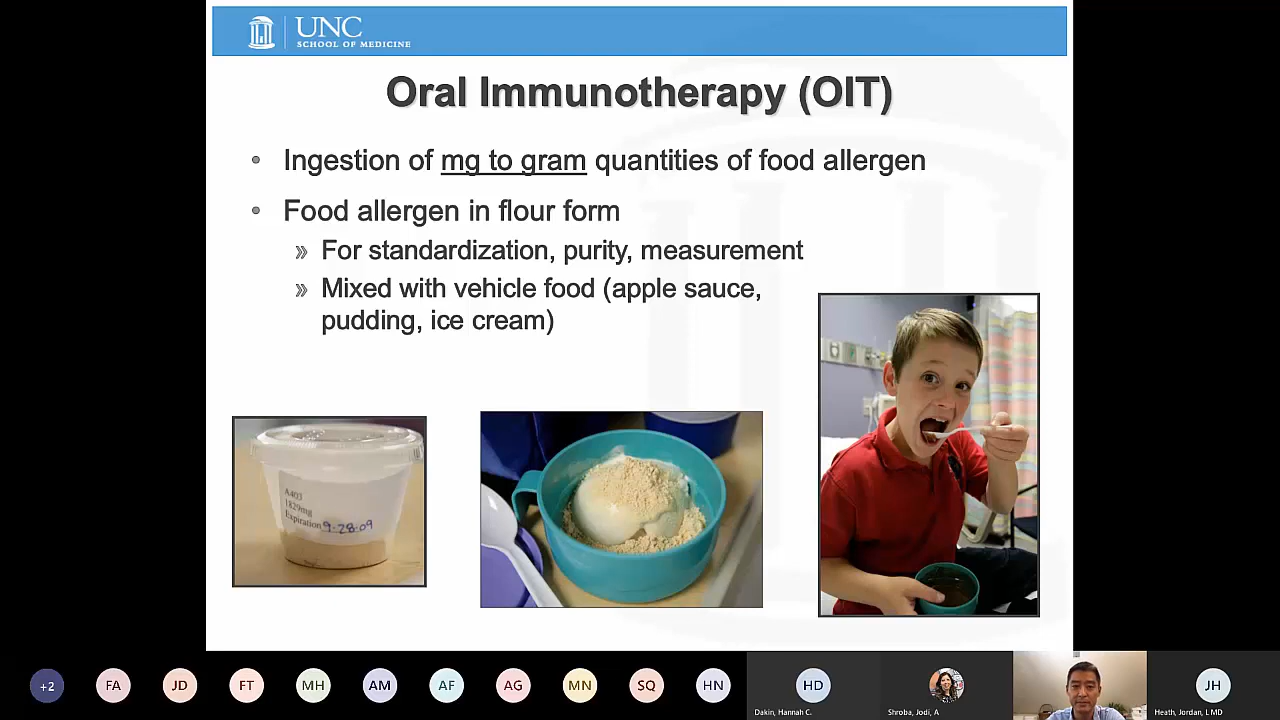 UNC
SCHOOL OF MEDICINE
Oral Immunotherapy (OIT)
• Ingestion of mg to gram quantities of food allergen
• Food allergen in flour form
» For standardization, purity, measurement
» Mixed with vehicle food (apple sauce,
pudding, ice cream)
A403
1829mg
Expiration 9-28-09
+2
FA
JD
FT
MH
AM
AF
AG
MN
SQ
HN
HD
JH
Dakin, Hannah C.
Shroba, Jodi, A
Heath, Jordan, L MD